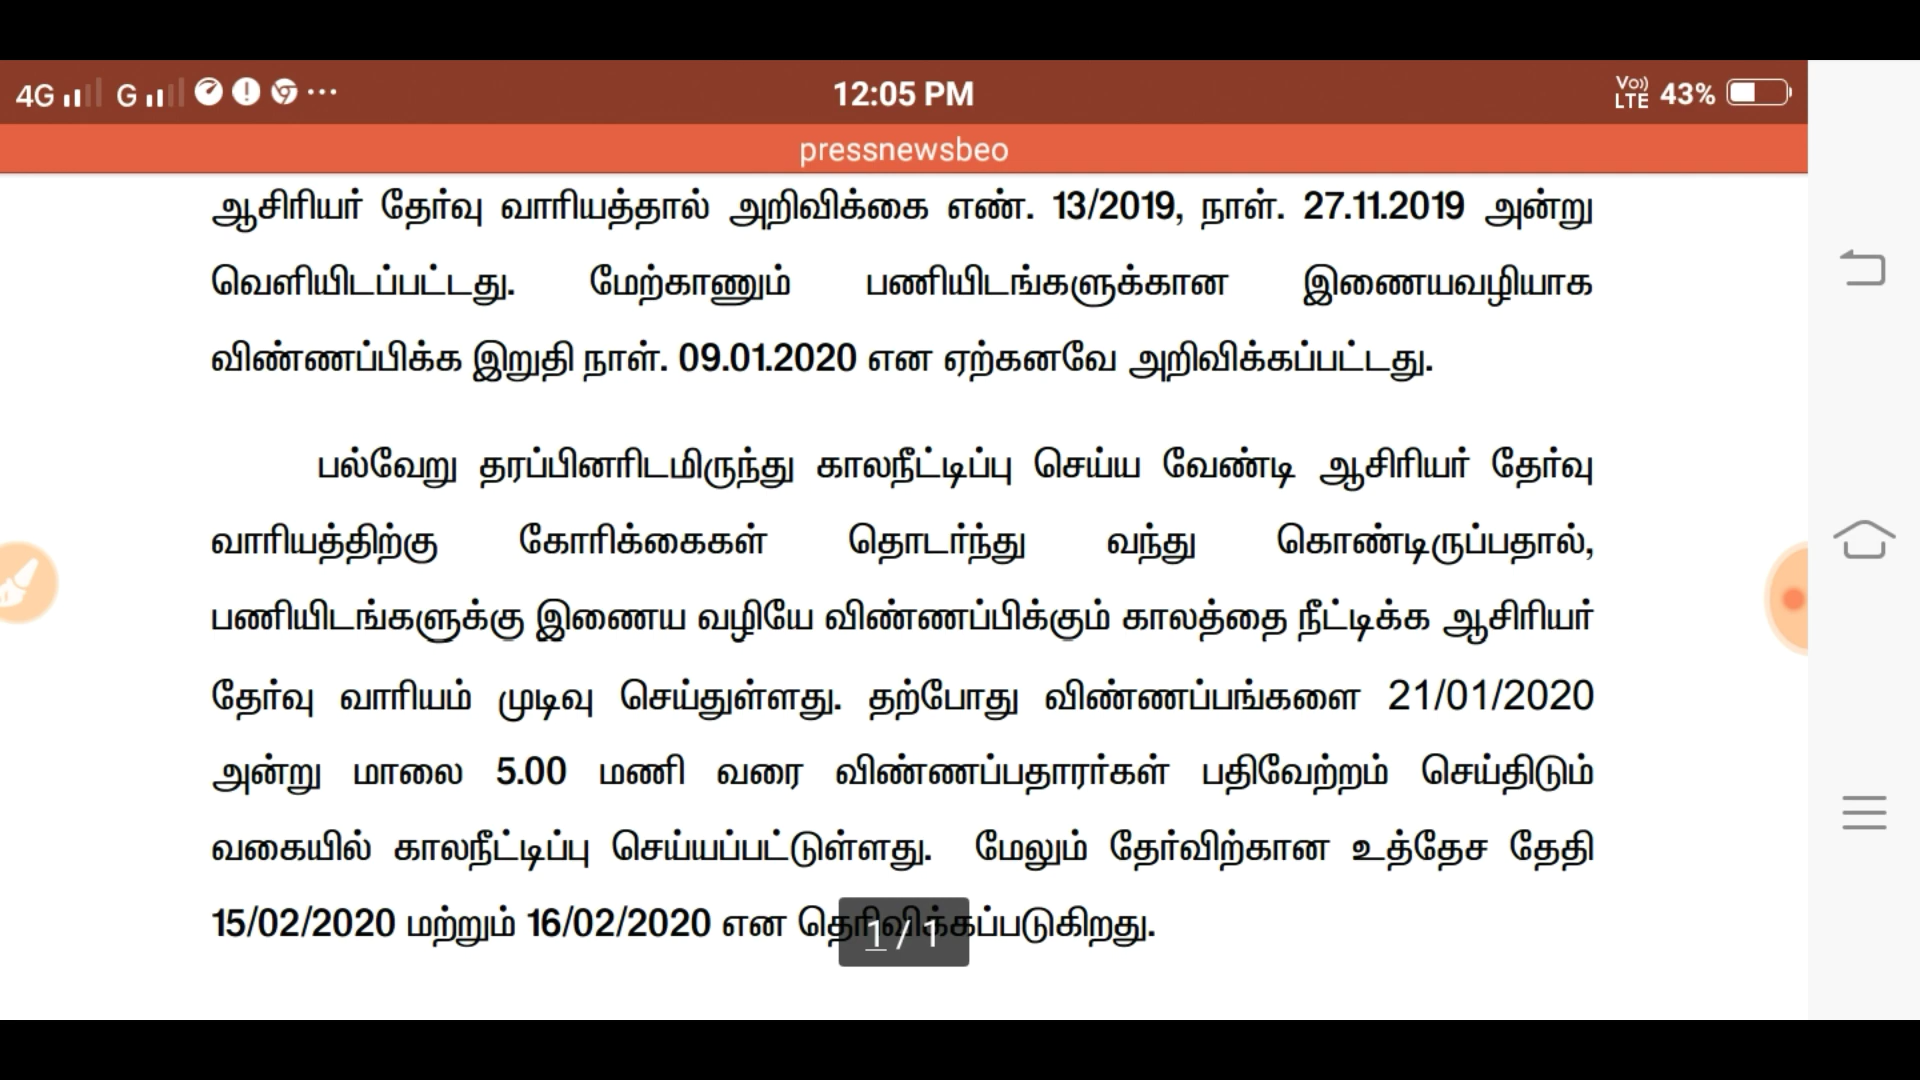 4G G 12:05 PM Vo)) LTE 43%
pressnewsbeo
ஆசிரியர் தேர்வு வாரியத்தால் அறிவிக்கை எண். 13/2019, நாள். 27.11.2019 அன்று
வெளியிடப்பட்டது. மேற்காணும் பணியிடங்களுக்கான இணையவழியாக
விண்ணப்பிக்க இறுதி நாள். 09.01.2020 என ஏற்கனவே அறிவிக்கப்பட்டது.
பல்வேறு தரப்பினரிடமிருந்து காலநீட்டிப்பு செய்ய வேண்டி ஆசிரியர் தேர்வு
வாரியத்திற்கு கோரிக்கைகள் தொடர்ந்து வந்து கொண்டிருப்பதால்,
பணியிடங்களுக்கு இணைய வழியே விண்ணப்பிக்கும் காலத்தை நீட்டிக்க ஆசிரியர்
தேர்வு வாரியம் முடிவு செய்துள்ளது. தற்போது விண்ணப்பங்களை 21/01/2020
அன்று மாலை 5.00 மணி வரை விண்ணப்பதாரர்கள் பதிவேற்றம் செய்திடும்
வகையில் காலநீட்டிப்பு செய்யப்பட்டுள்ளது. மேலும் தேர்விற்கான உத்தேச தேதி
15/02/2020 மற்றும் 16/02/2020 என தெரிவிக்கப்படுகிறது.
1 / 1